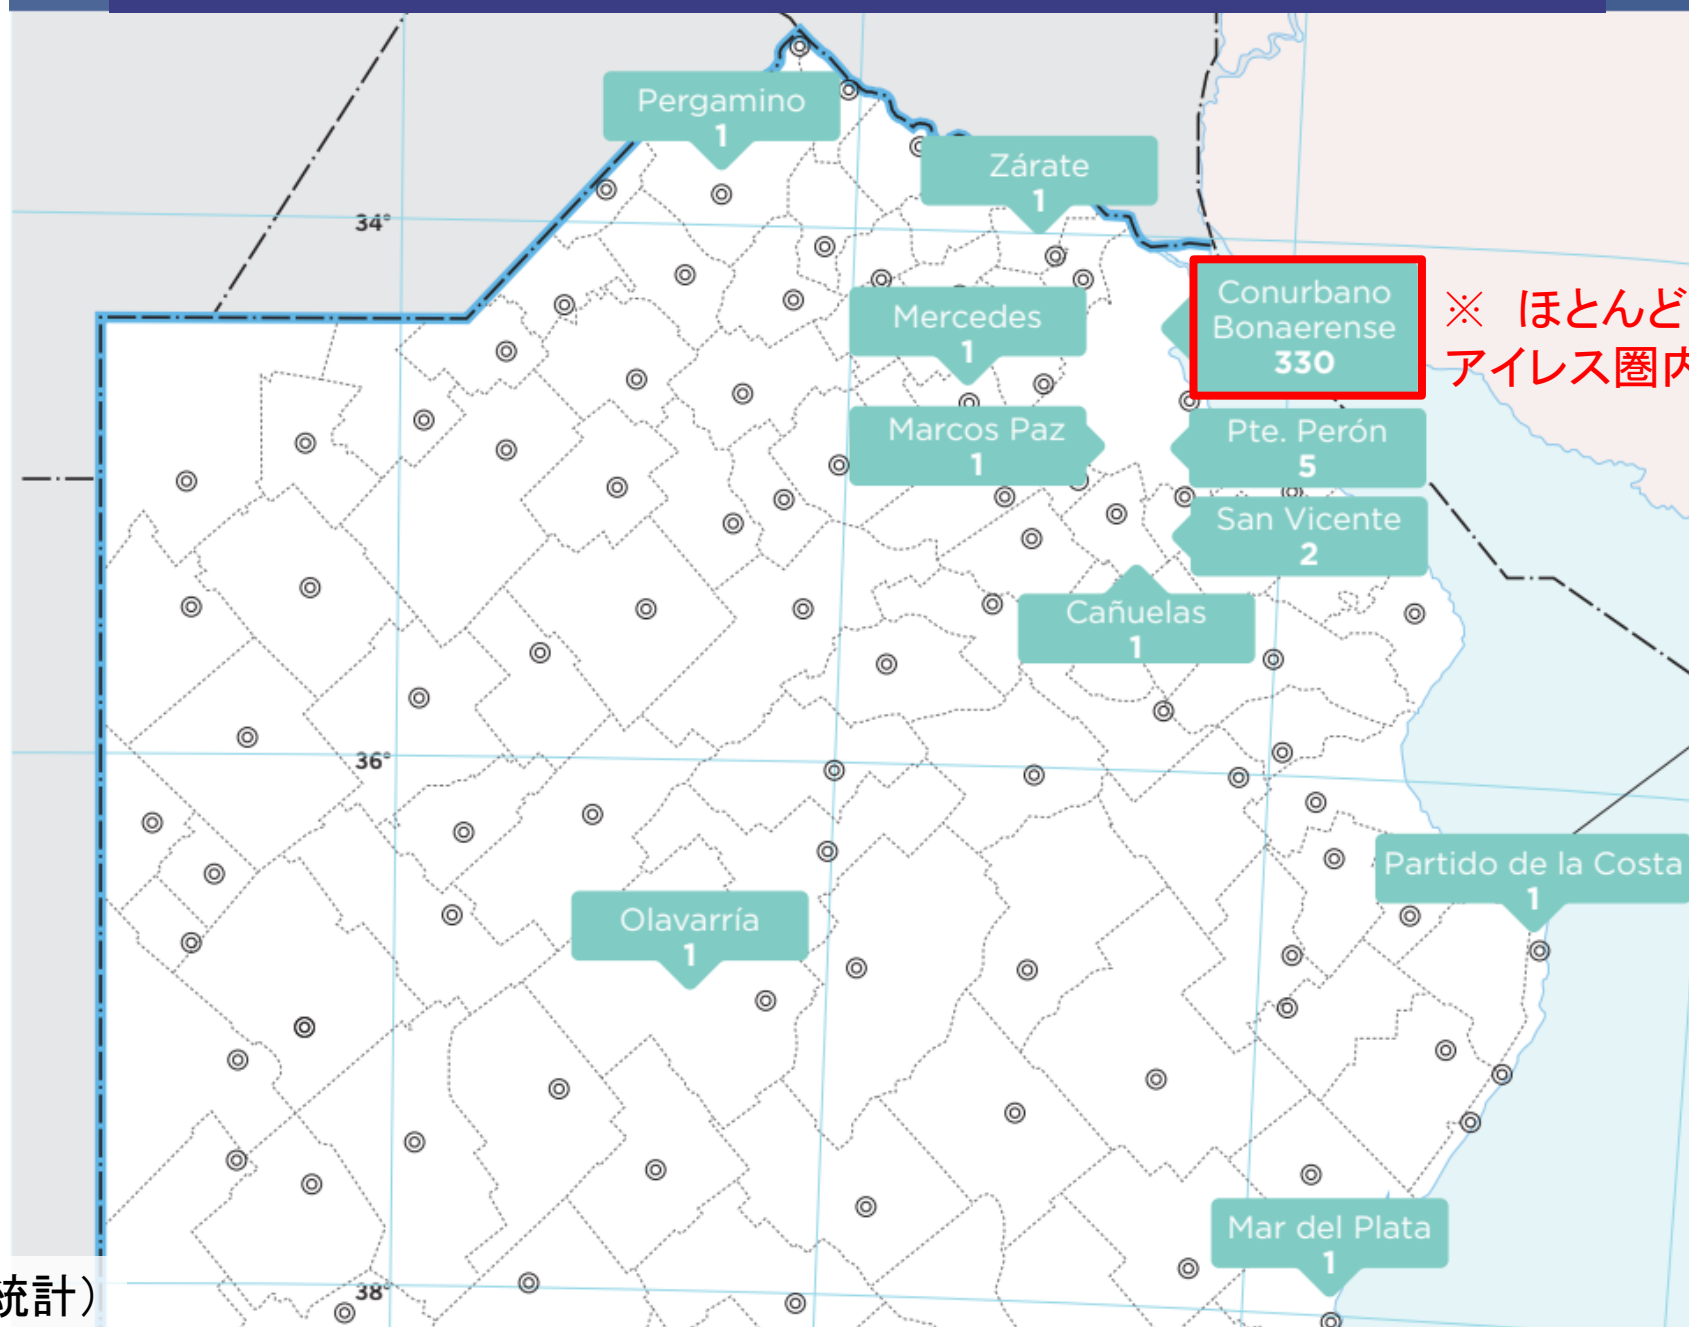 Pergamino
1
Zárate
1
34°
Conurbano
Bonaerense
330
※ ほとんど
アイレス圏内
Mercedes
1
Marcos Paz
1
Pte. Perón
5
San Vicente
2
Cañuelas
1
36°
Partido de la Costa
1
Olavarría
1
Mar del Plata
1
38°
統計）